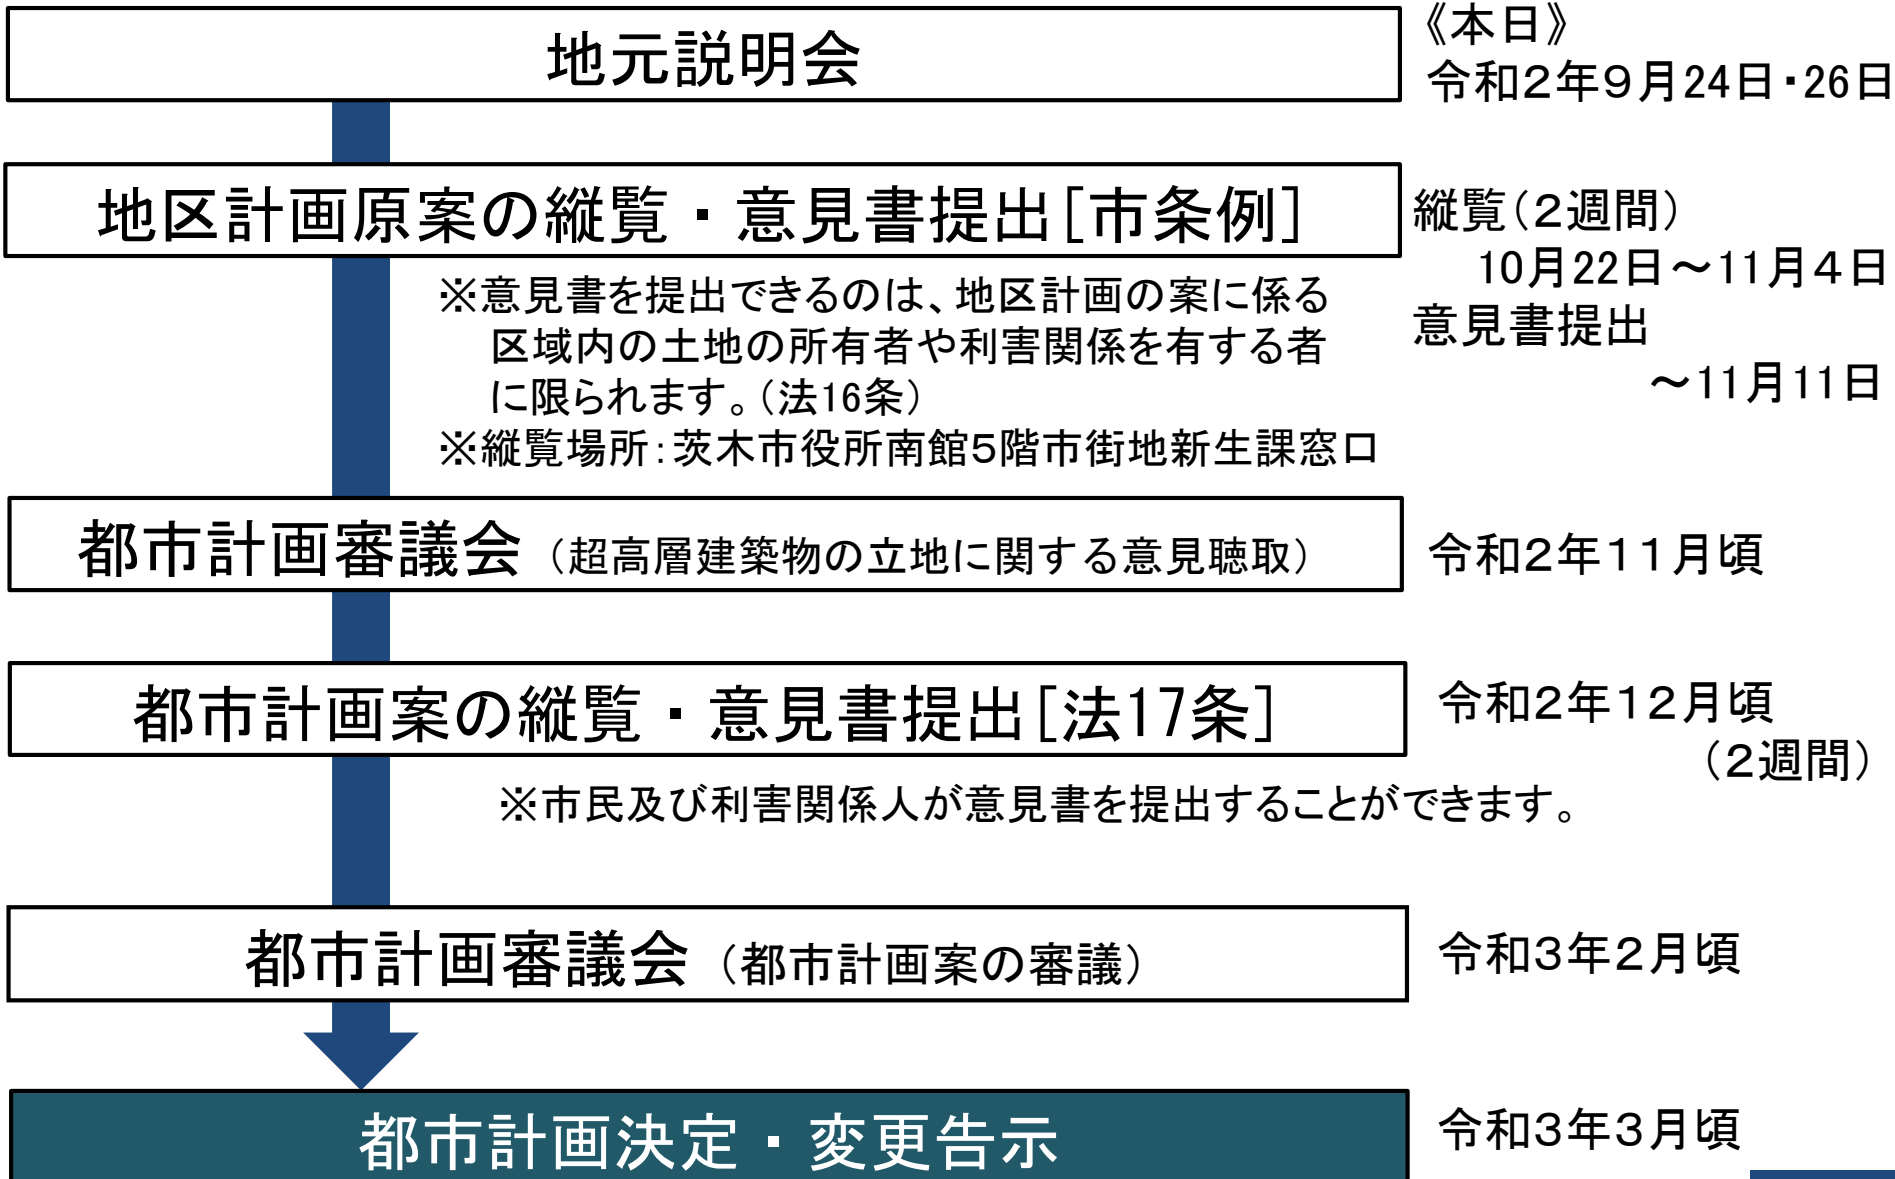 地元説明会
《本日》
令和２年９月24日・26日
地区計画原案の縦覧・意見書提出［市条例］
縦覧（２週間）
10月22日～11月４日
意見書提出
～11月11日
※意見書を提出できるのは、地区計画の案に係る
区域内の土地の所有者や利害関係を有する者
に限られます。（法16条）
※縦覧場所：茨木市役所南館５階市街地新生課窓口
都市計画審議会（超高層建築物の立地に関する意見聴取）
令和２年１１月頃
都市計画案の縦覧・意見書提出［法17条］
令和２年１２月頃
（２週間）
※市民及び利害関係人が意見書を提出することができます。
都市計画審議会（都市計画案の審議）
令和３年２月頃
都市計画決定・変更告示
令和３年３月頃